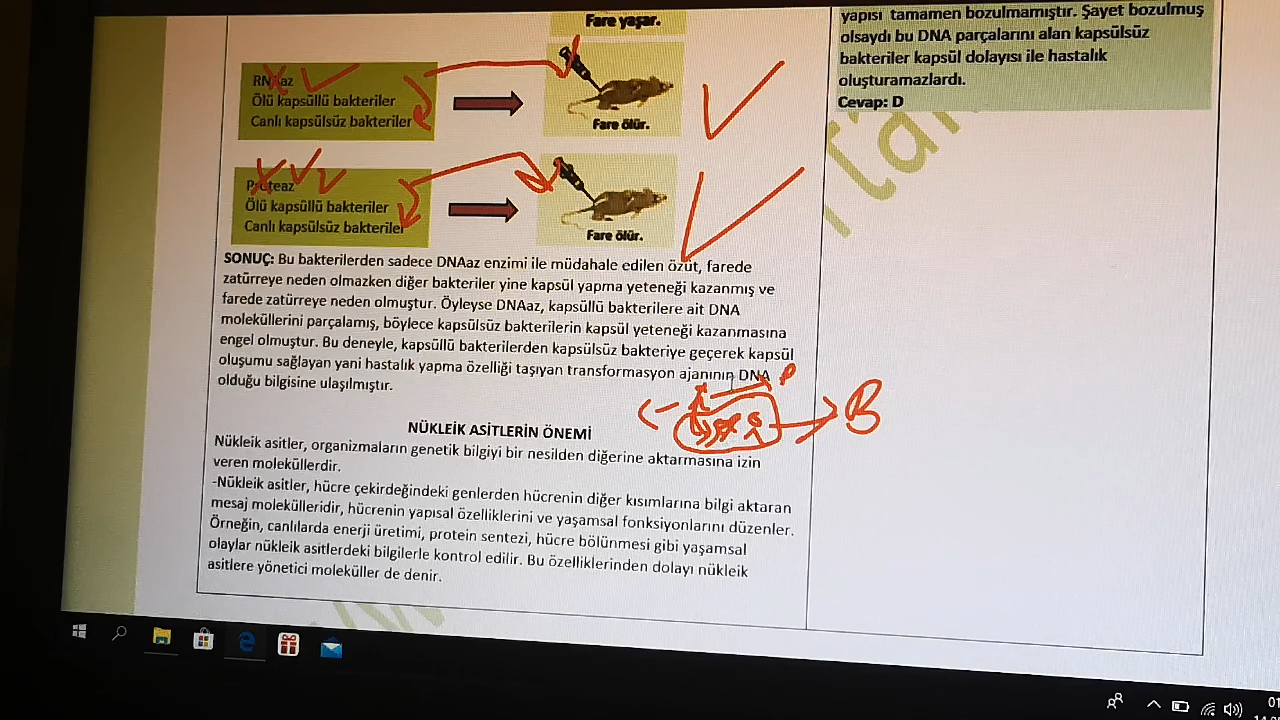 Fare yaşar.
RNAaz
Ölü kapsüllü bakteriler
Canlı kapsülsüz bakteriler
Fare ölür.
Proteaz
Ölü kapsüllü bakteriler
Canlı kapsülsüz bakteriler
Fare ölür.
SONUÇ: Bu bakterilerden sadece DNAaz enzimi ile müdahale edilen özüt, farede
zatürreye neden olmazken diğer bakteriler yine kapsül yapma yeteneği kazanmış ve
farede zatürreye neden olmuştur. Öyleyse DNAaz, kapsüllü bakterilere ait DNA
moleküllerini parçalamış, böylece kapsülsüz bakterilerin kapsül yeteneği kazanmasına
engel olmuştur. Bu deneyle, kapsüllü bakterilerden kapsülsüz bakteriye geçerek kapsül
oluşumu sağlayan yani hastalık yapma özelliği taşıyan transformasyon ajanının DNA
olduğu bilgisine ulaşılmıştır.
B
NÜKLEİK ASİTLERİN ÖNEMİ
Nükleik asitler, organizmaların genetik bilgiyi bir nesilden diğerine aktarmasına izin
veren moleküllerdir.
-Nükleik asitler, hücre çekirdeğindeki genlerden hücrenin diğer kısımlarına bilgi aktaran
mesaj molekülleridir, hücrenin yapısal özelliklerini ve yaşamsal fonksiyonlarını düzenler.
Örneğin, canlılarda enerji üretimi, protein sentezi, hücre bölünmesi gibi yaşamsal
olaylar nükleik asitlerdeki bilgilerle kontrol edilir. Bu özelliklerinden dolayı nükleik
asitlere yönetici moleküller de denir.
yapısı tamamen bozulmamıştır. Şayet bozulmuş
olsaydı bu DNA parçalarını alan kapsülsüz
bakteriler kapsül dolayısı ile hastalık
oluşturamazlardı.
Cevap: D